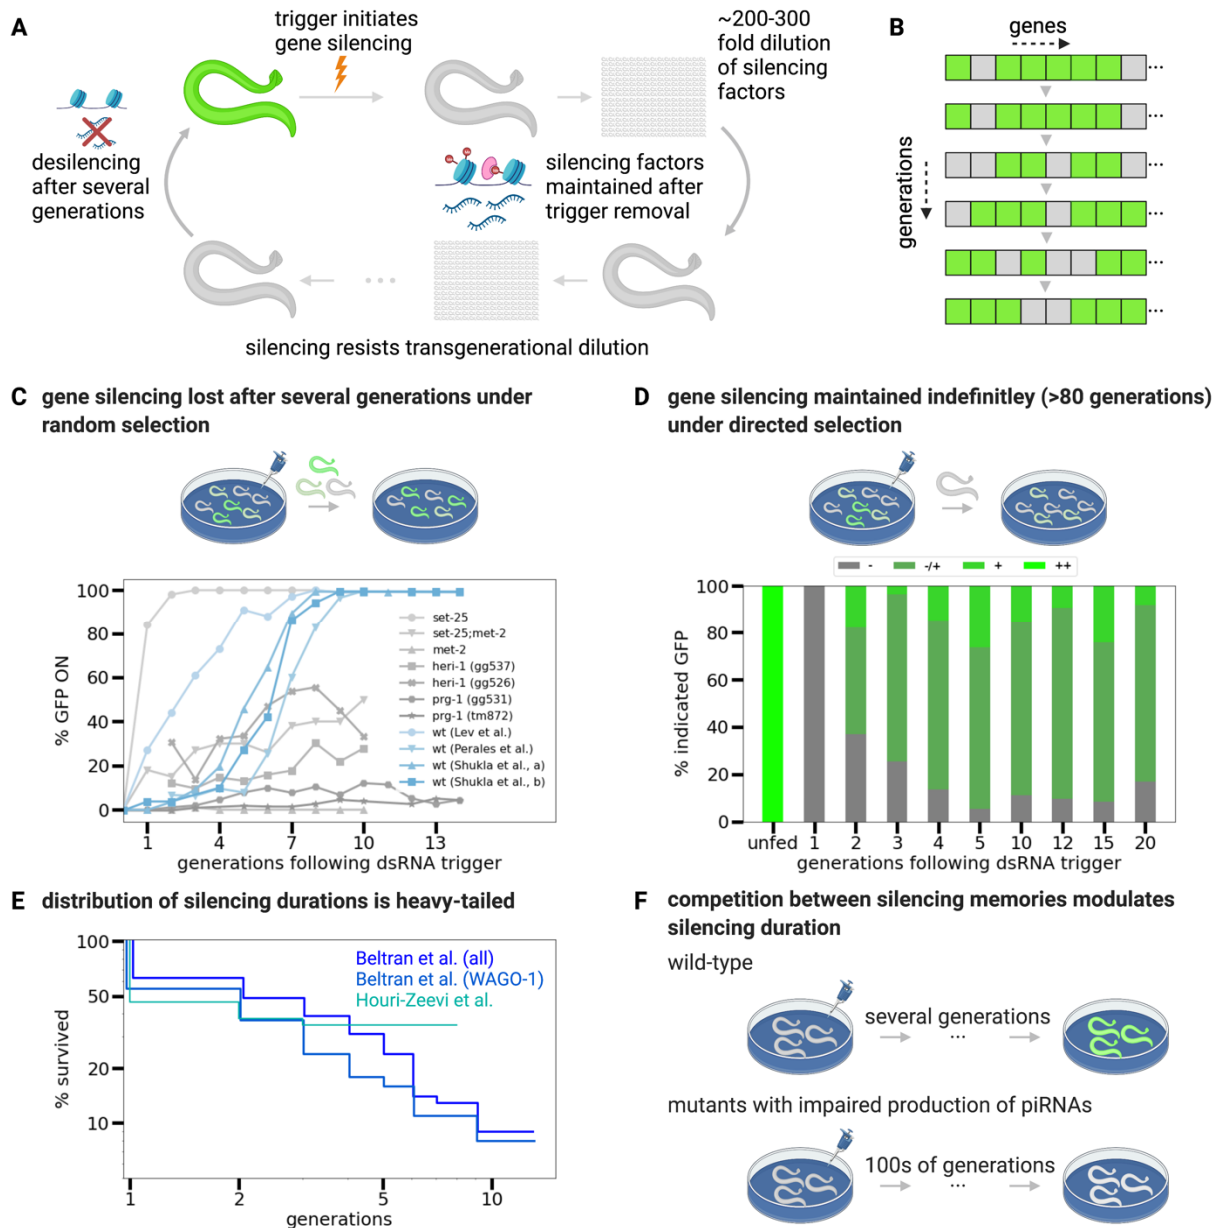 A
trigger initiates
gene silencing
~200-300
fold dilution
of silencing
factors
desilencing
after several
generations
silencing factors
maintained after
trigger removal
...
silencing resists transgenerational dilution
B
genes
generations
...
...
...
...
...
...
C gene silencing lost after several generations under
random selection
% GFP ON
100
80
60
40
20
0
set-25
set-25;met-2
met-2
heri-1 (gg537)
heri-1 (gg526)
prg-1 (gg531)
prg-1 (tm872)
wt (Lev et al.)
wt (Perales et al.)
wt (Shukla et al., a)
wt (Shukla et al., b)
1 4 7 10 13
generations following dsRNA trigger
D gene silencing maintained indefinitley (>80 generations)
under directed selection
- -/+ + ++
% indicated GFP
100
80
60
40
20
0
unfed 1 2 3 4 5 10 12 15 20
generations following dsRNA trigger
E distribution of silencing durations is heavy-tailed
% survived
100
50
20
10
Beltran et al. (all)
Beltran et al. (WAGO-1)
Houri-Zeevi et al.
1 2 5 10
generations
F competition between silencing memories modulates
silencing duration
wild-type
several generations
...
mutants with impaired production of piRNAs
100s of generations
...